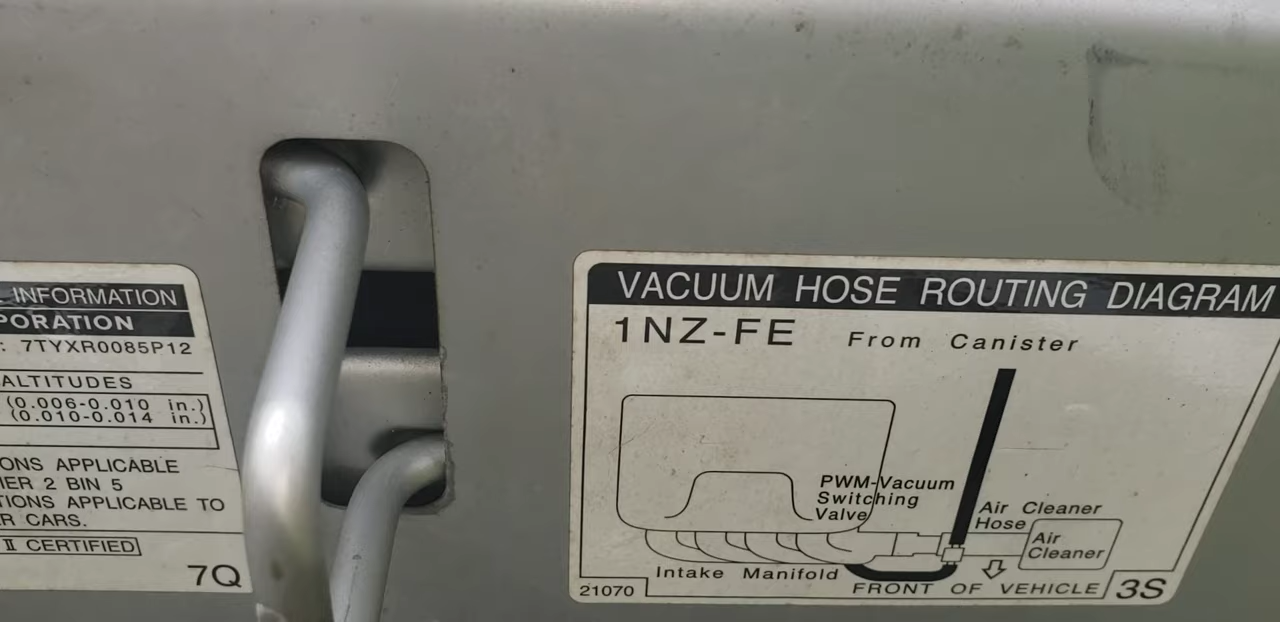 INFORMATION
PORATION
: 7TYXR0085P12
ALTITUDES
(0.006-0.010 in.)
(0.010-0.014 in.)
ONS APPLICABLE
IER 2 BIN 5
TIONS APPLICABLE TO
R CARS.
II CERTIFIED
7Q
VACUUM HOSE ROUTING DIAGRAM
1NZ-FE
From Canister
PWM-Vacuum
Switching
Valve
Air Cleaner
Hose
Air
Cleaner
Intake Manifold
FRONT OF VEHICLE
21070
3S